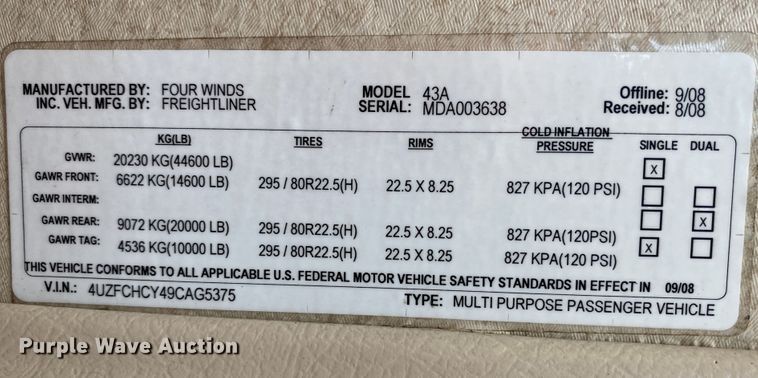 MANUFACTURED BY: FOUR WINDS MODEL 43A Offline: 9/08
INC. VEH. MFG. BY: FREIGHTLINER SERIAL: MDA003638 Received: 8/08
KG(LB) TIRES RIMS COLD INFLATION PRESSURE SINGLE DUAL
GVWR: 20230 KG(44600 LB)
GAWR FRONT: 6622 KG(14600 LB) 295 / 80R22.5(H) 22.5 X 8.25 827 KPA(120 PSI) X
GAWR INTERM:
GAWR REAR: 9072 KG(20000 LB) 295 / 80R22.5(H) 22.5 X 8.25 827 KPA(120PSI) X
GAWR TAG: 4536 KG(10000 LB) 295 / 80R22.5(H) 22.5 X 8.25 827 KPA(120 PSI) X
THIS VEHICLE CONFORMS TO ALL APPLICABLE U.S. FEDERAL MOTOR VEHICLE SAFETY STANDARDS IN EFFECT IN 09/08
V.I.N.: 4UZFCHCY49CAG5375 TYPE: MULTI PURPOSE PASSENGER VEHICLE
Purple Wave Auction